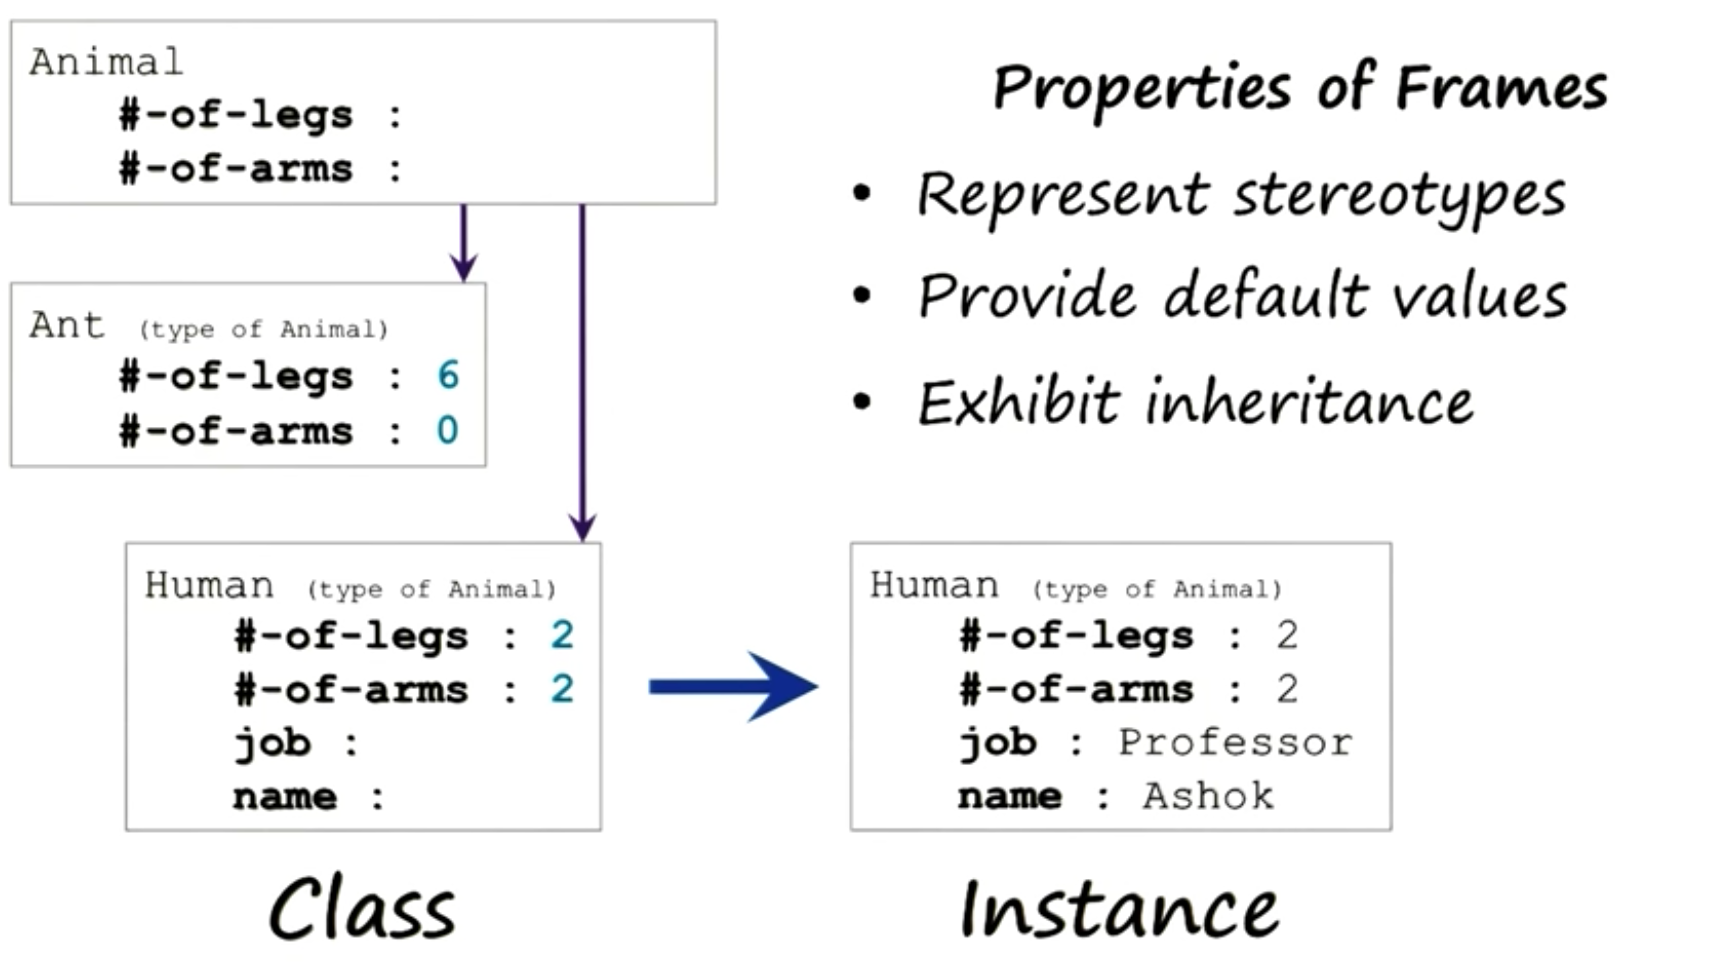 Animal
#-of-legs :
#-of-arms :
Ant (type of Animal)
#-of-legs : 6
#-of-arms : 0
Human (type of Animal)
#-of-legs : 2
#-of-arms : 2
job :
name :
Class
Properties of Frames
• Represent stereotypes
• Provide default values
• Exhibit inheritance
Human (type of Animal)
#-of-legs : 2
#-of-arms : 2
job : Professor
name : Ashok
Instance